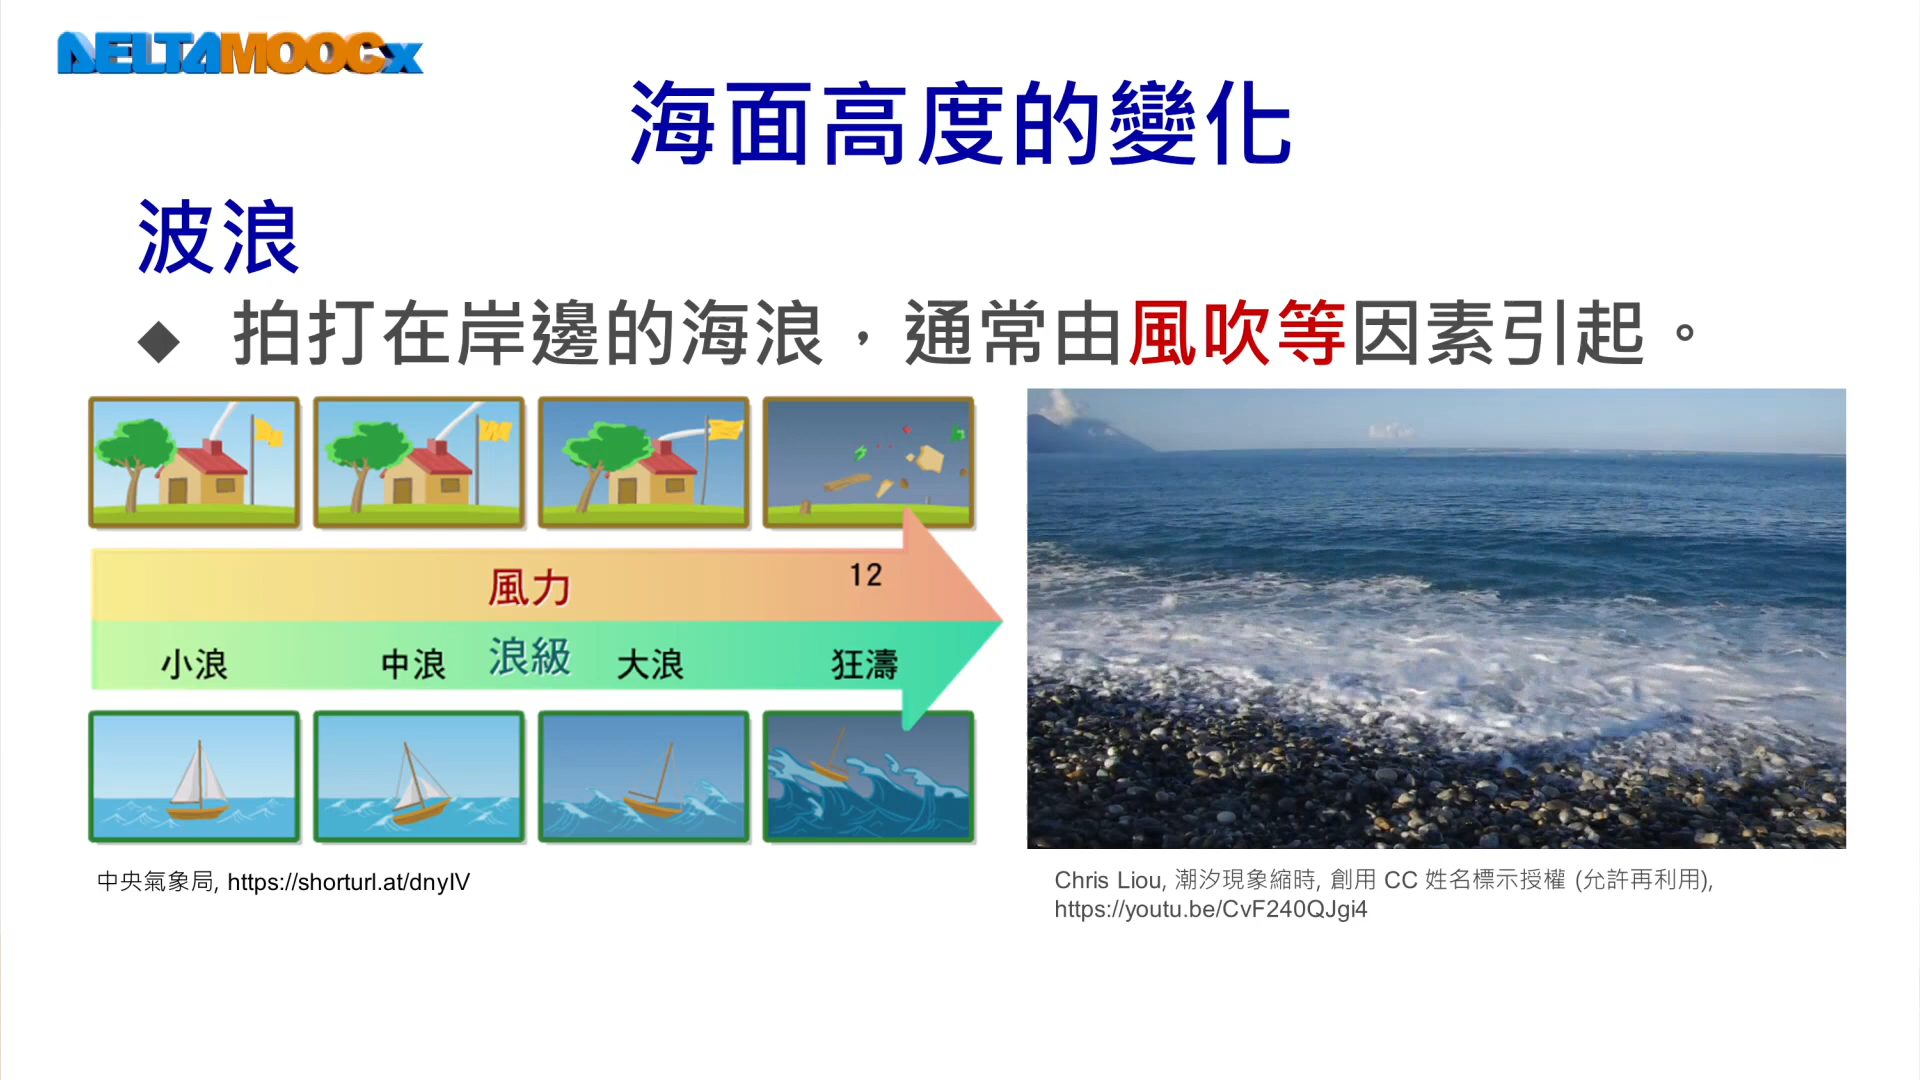 DELTAMOOCx
海面高度的變化
波浪
◆ 拍打在岸邊的海浪，通常由風吹等因素引起。
風力 12
小浪 中浪 浪級 大浪 狂濤
中央氣象局, https://shorturl.at/dnyIV
Chris Liou, 潮汐現象縮時, 創用 CC 姓名標示授權 (允許再利用),
https://youtu.be/CvF240QJgi4